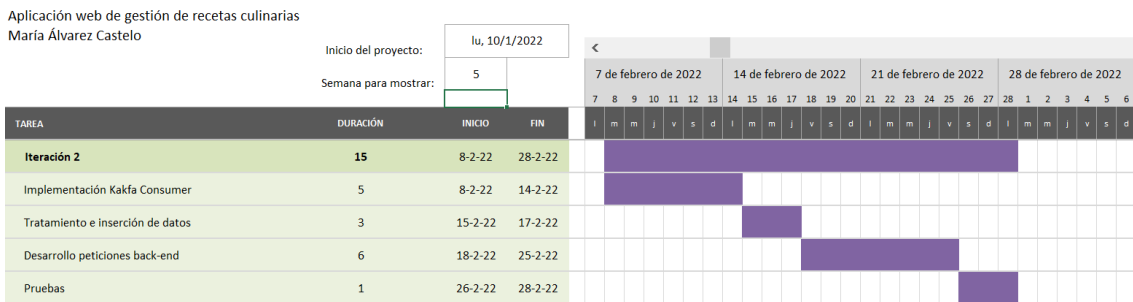 Aplicación web de gestión de recetas culinarias
María Álvarez Castelo
Inicio del proyecto: lu, 10/1/2022
Semana para mostrar: 5
7 de febrero de 2022 14 de febrero de 2022 21 de febrero de 2022 28 de febrero de 2022
7 8 9 10 11 12 13 14 15 16 17 18 19 20 21 22 23 24 25 26 27 28 1 2 3 4 5 6
TAREA DURACIÓN INICIO FIN l m m j v s d l m m j v s d l m m j v s d l m m j v s d
Iteración 2 15 8-2-22 28-2-22
Implementación Kakfa Consumer 5 8-2-22 14-2-22
Tratamiento e inserción de datos 3 15-2-22 17-2-22
Desarrollo peticiones back-end 6 18-2-22 25-2-22
Pruebas 1 26-2-22 28-2-22